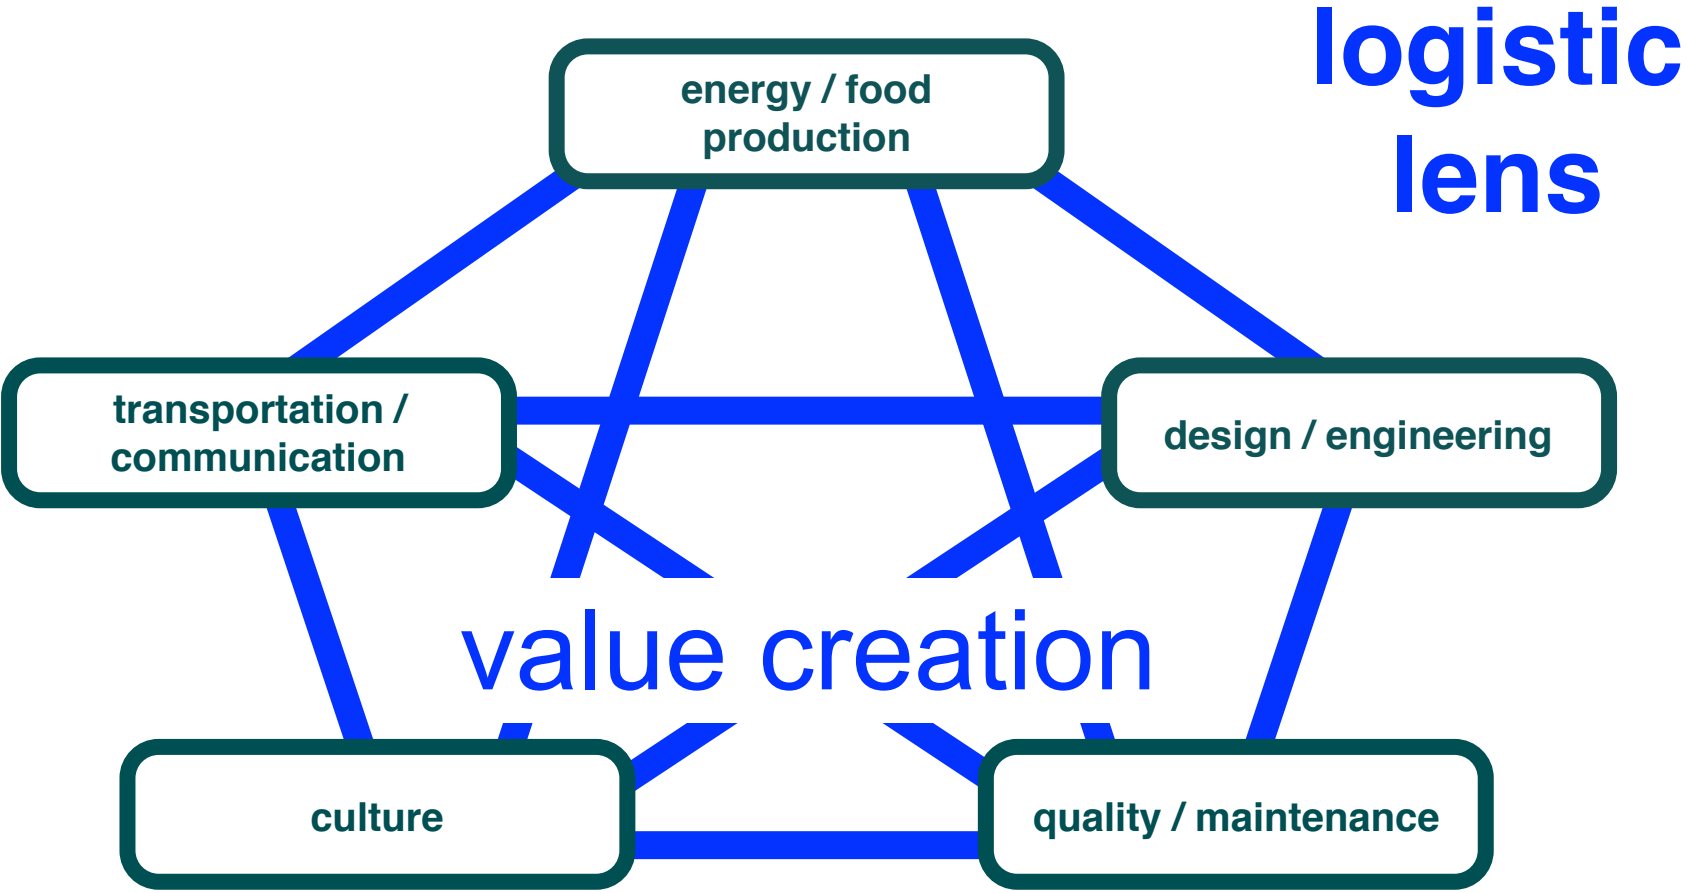 logistic
lens
energy / food
production
transportation /
communication
design / engineering
value creation
culture
quality / maintenance